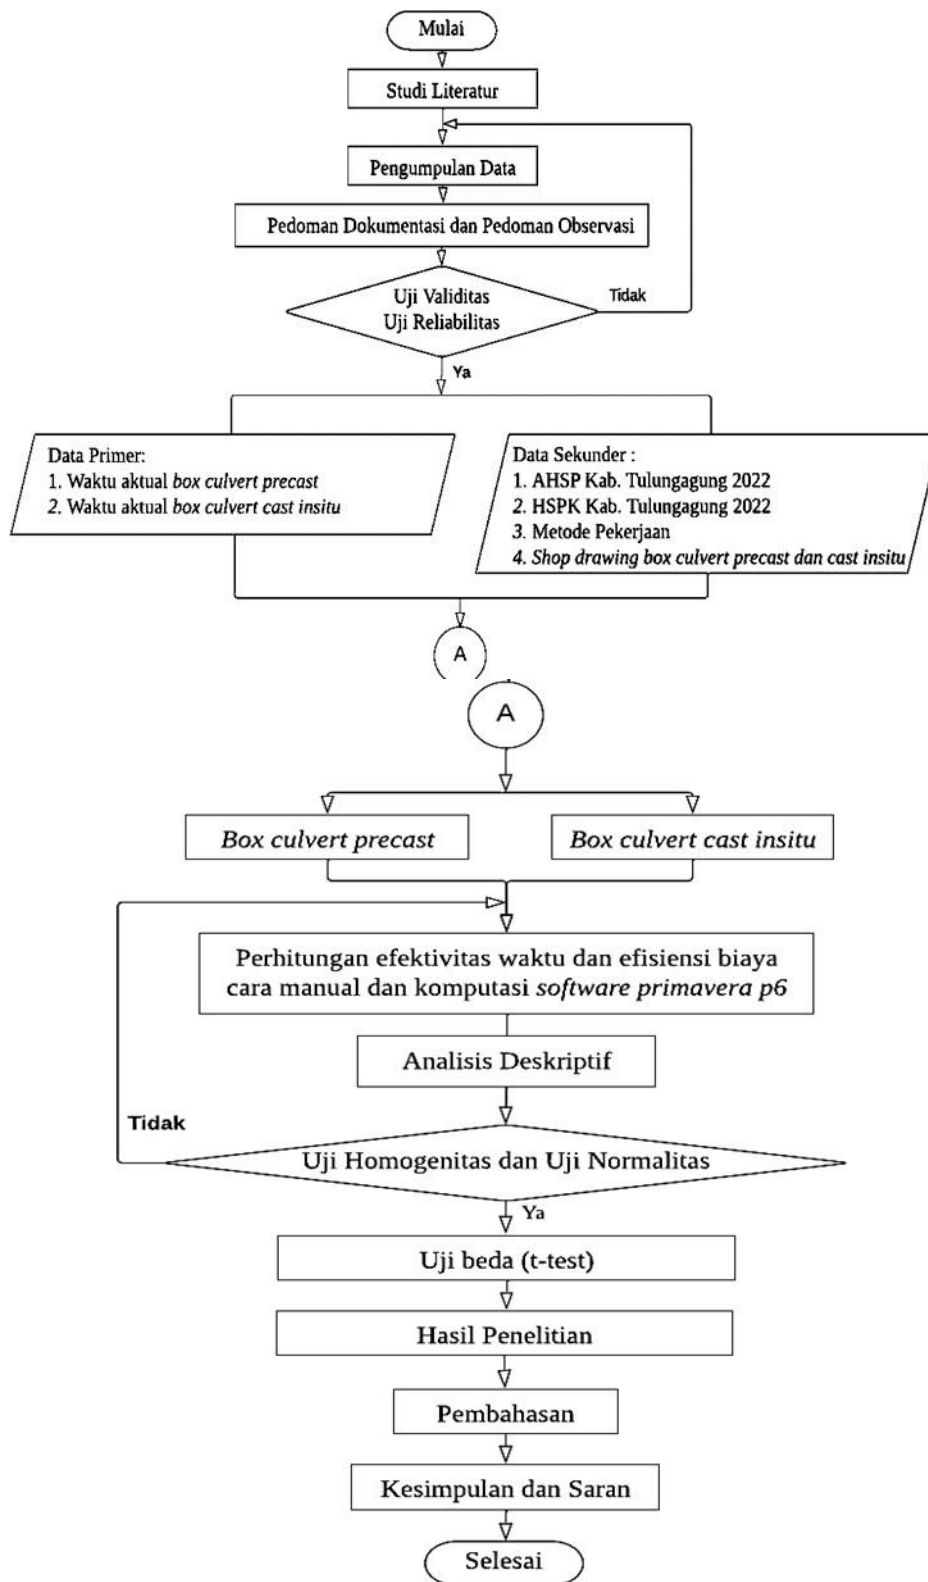 Mulai
Studi Literatur
Pengumpulan Data
Pedoman Dokumentasi dan Pedoman Observasi
Uji Validitas
Uji Reliabilitas
Tidak
Ya
Data Primer:
1. Waktu aktual box culvert precast
2. Waktu aktual box culvert cast insitu
Data Sekunder :
1. AHSP Kab. Tulungagung 2022
2. HSPK Kab. Tulungagung 2022
3. Metode Pekerjaan
4. Shop drawing box culvert precast dan cast insitu
A
A
Box culvert precast
Box culvert cast insitu
Perhitungan efektivitas waktu dan efisiensi biaya
cara manual dan komputasi software primavera p6
Analisis Deskriptif
Tidak
Uji Homogenitas dan Uji Normalitas
Ya
Uji beda (t-test)
Hasil Penelitian
Pembahasan
Kesimpulan dan Saran
Selesai